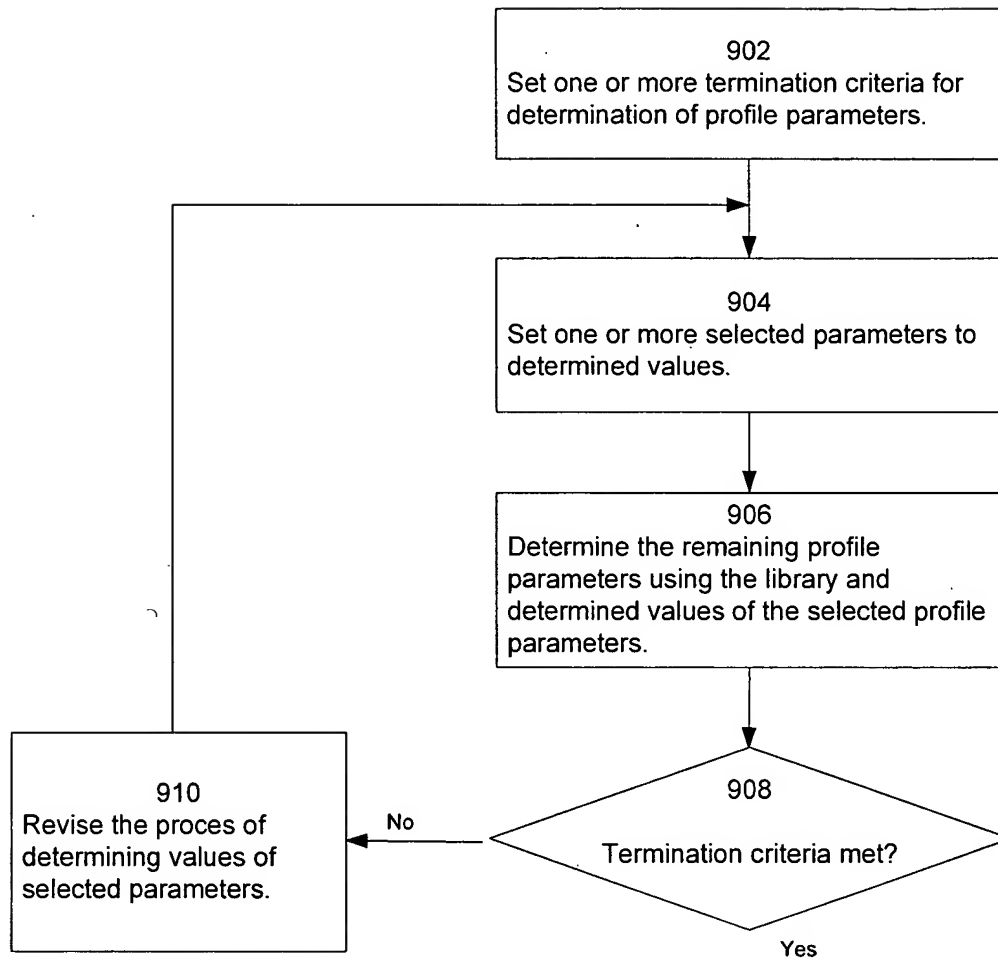 902
Set one or more termination criteria for
determination of profile parameters.
904
Set one or more selected parameters to
determined values.
906
Determine the remaining profile
parameters using the library and
determined values of the selected profile
parameters.
908
Termination criteria met?
No
910
Revise the proces of
determining values of
selected parameters.
Yes